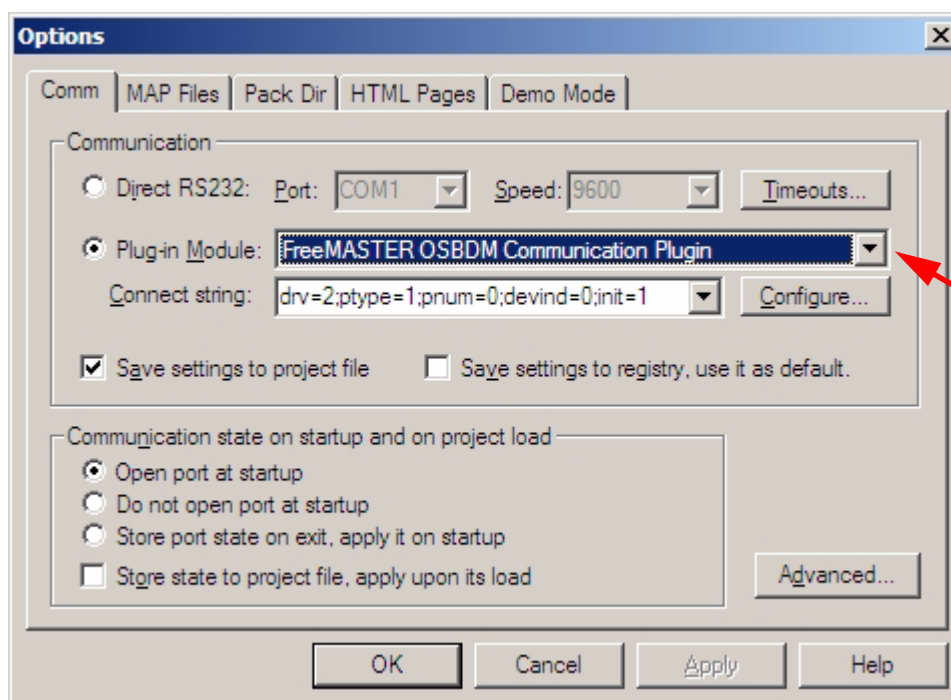 Options
Comm MAP Files Pack Dir HTML Pages Demo Mode
Communication
Direct RS232: Port: COM1 Speed: 9600 Timeouts...
Plug-in Module: FreeMASTER OSBDM Communication Plugin
Connect string: drv=2;ptype=1;pnum=0;devind=0;init=1 Configure...
Save settings to project file Save settings to registry, use it as default.
Communication state on startup and on project load
Open port at startup
Do not open port at startup
Store port state on exit, apply it on startup
Store state to project file, apply upon its load Advanced...
OK Cancel Apply Help